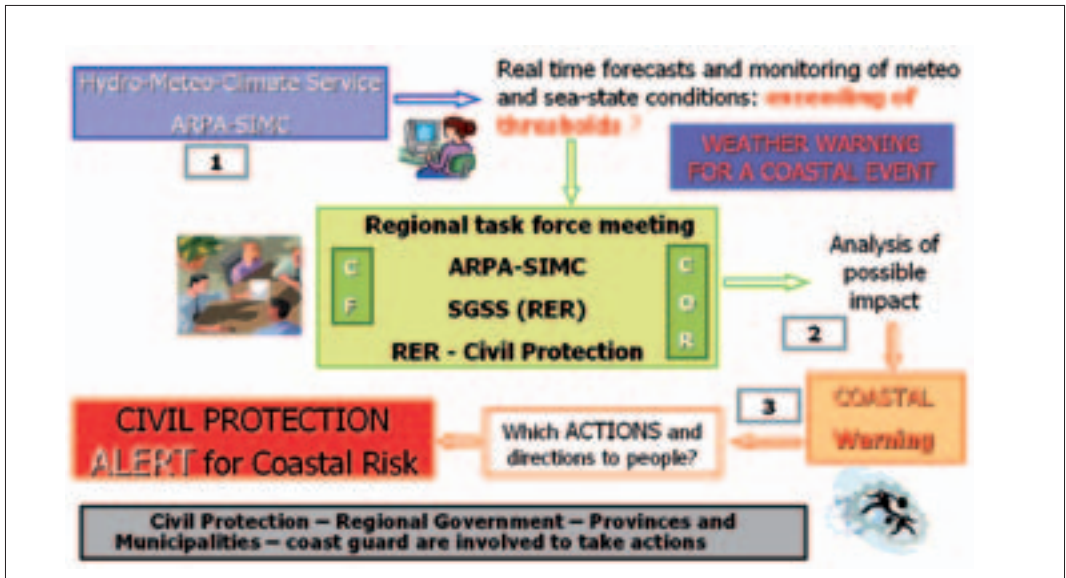 Hydro-Meteo-Climate Service
ARPA-SIMC
1
Real time forecasts and monitoring of meteo
and sea-state conditions: exceeding of
thresholds ?
WEATHER WARNING
FOR A COASTAL EVENT
Regional task force meeting
C
F
ARPA-SIMC
SGSS (RER)
RER - Civil Protection
C
O
R
Analysis of
possible
impact
2
COASTAL
Warning
3
Which ACTIONS and
directions to people?
CIVIL PROTECTION
ALERT for Coastal Risk
Civil Protection – Regional Government – Provinces and
Municipalities – coast guard are involved to take actions